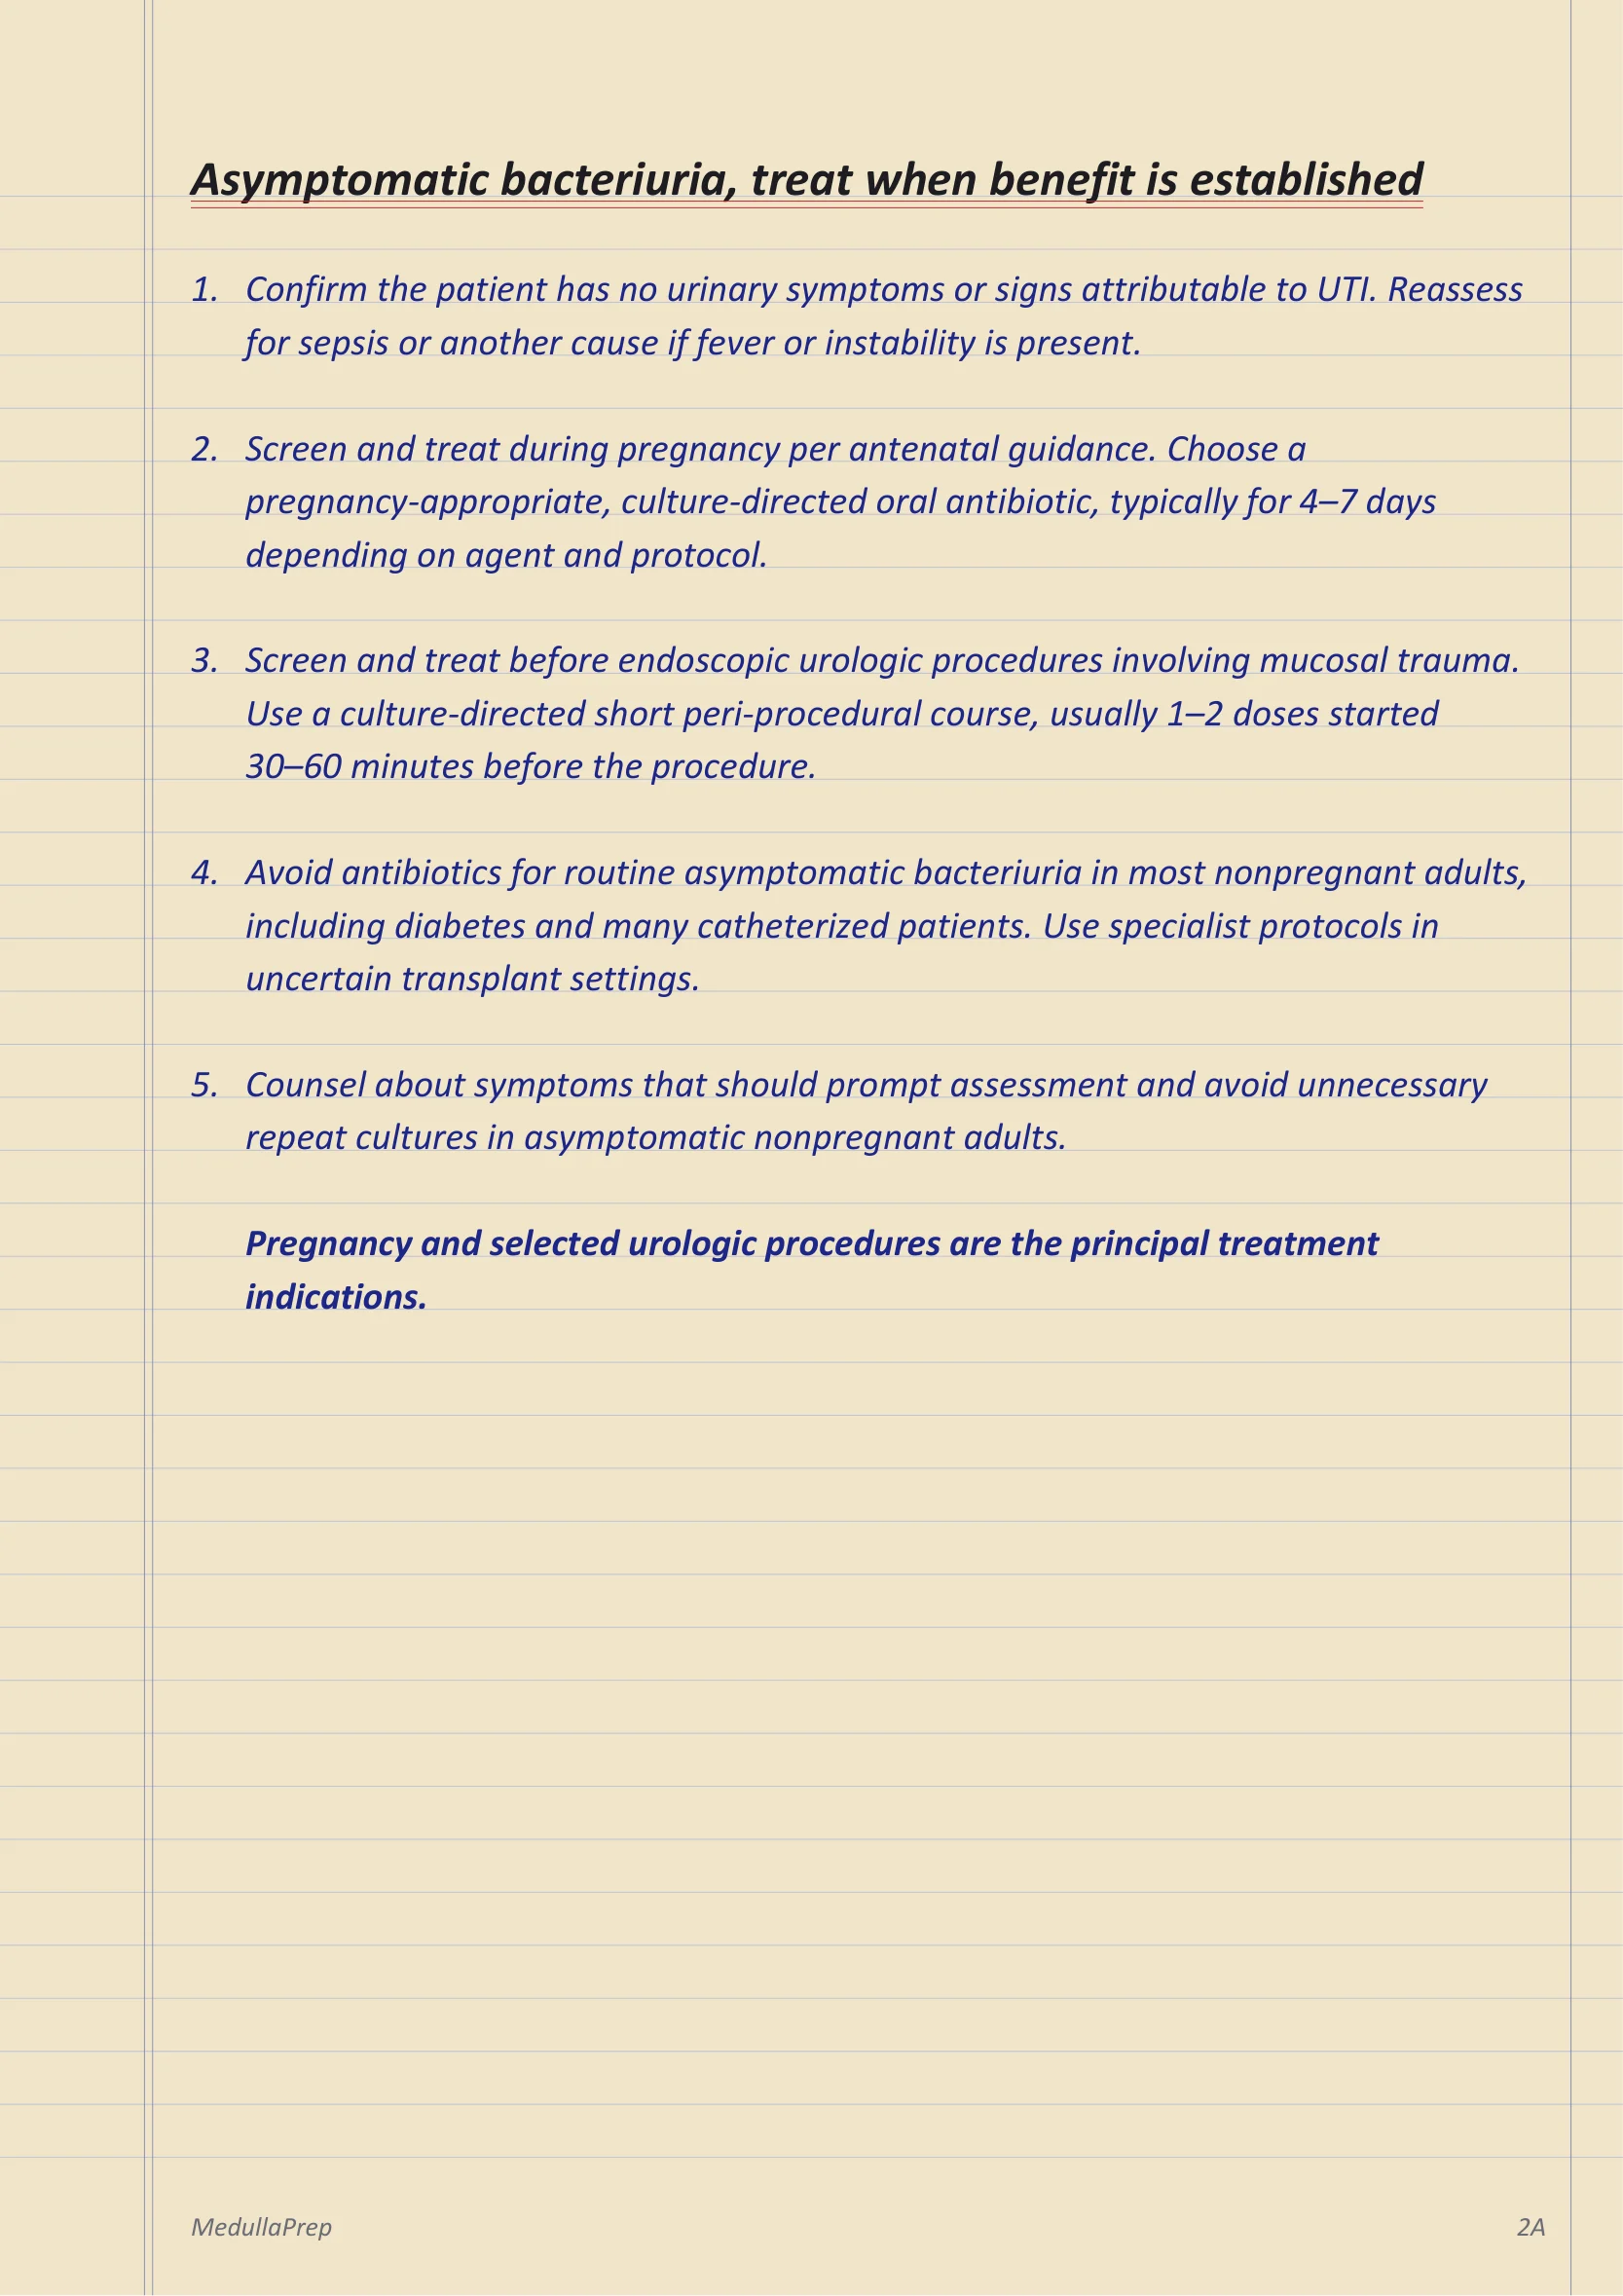 Asymptomatic bacteriuria, treat when benefit is established
1. Confirm the patient has no urinary symptoms or signs attributable to UTI. Reassess
for sepsis or another cause if fever or instability is present.
2. Screen and treat during pregnancy per antenatal guidance. Choose a
pregnancy-appropriate, culture-directed oral antibiotic, typically for 4–7 days
depending on agent and protocol.
3. Screen and treat before endoscopic urologic procedures involving mucosal trauma.
Use a culture-directed short peri-procedural course, usually 1–2 doses started
30–60 minutes before the procedure.
4. Avoid antibiotics for routine asymptomatic bacteriuria in most nonpregnant adults,
including diabetes and many catheterized patients. Use specialist protocols in
uncertain transplant settings.
5. Counsel about symptoms that should prompt assessment and avoid unnecessary
repeat cultures in asymptomatic nonpregnant adults.
Pregnancy and selected urologic procedures are the principal treatment
indications.
MedullaPrep
2A